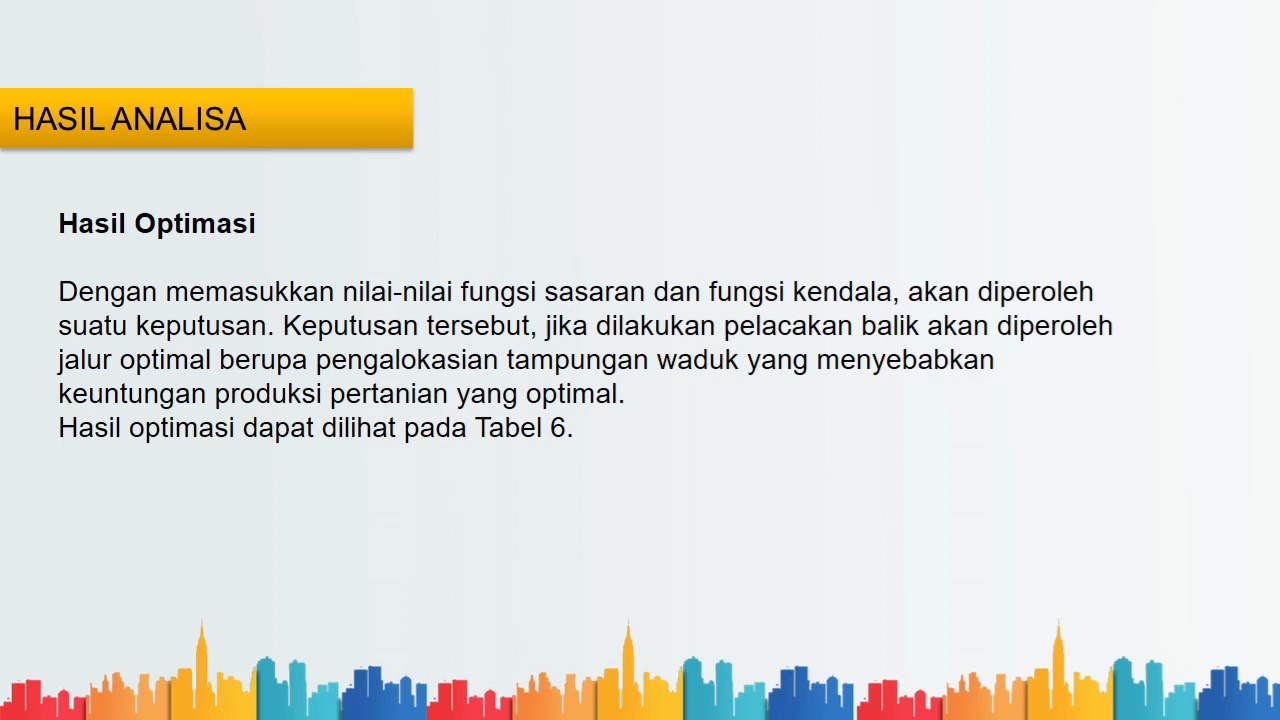 HASIL ANALISA
Hasil Optimasi
Dengan memasukkan nilai-nilai fungsi sasaran dan fungsi kendala, akan diperoleh
suatu keputusan. Keputusan tersebut, jika dilakukan pelacakan balik akan diperoleh
jalur optimal berupa pengalokasian tampungan waduk yang menyebabkan
keuntungan produksi pertanian yang optimal.
Hasil optimasi dapat dilihat pada Tabel 6.